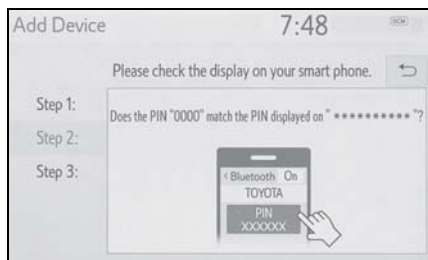 Add Device 7:48 DCM
Please check the display on your smart phone.
Step 1:
Does the PIN "0000" match the PIN displayed on " ●●●●●●●●●● "?
Step 2:
Step 3:
< Bluetooth On
TOYOTA
PIN
XXXXXX